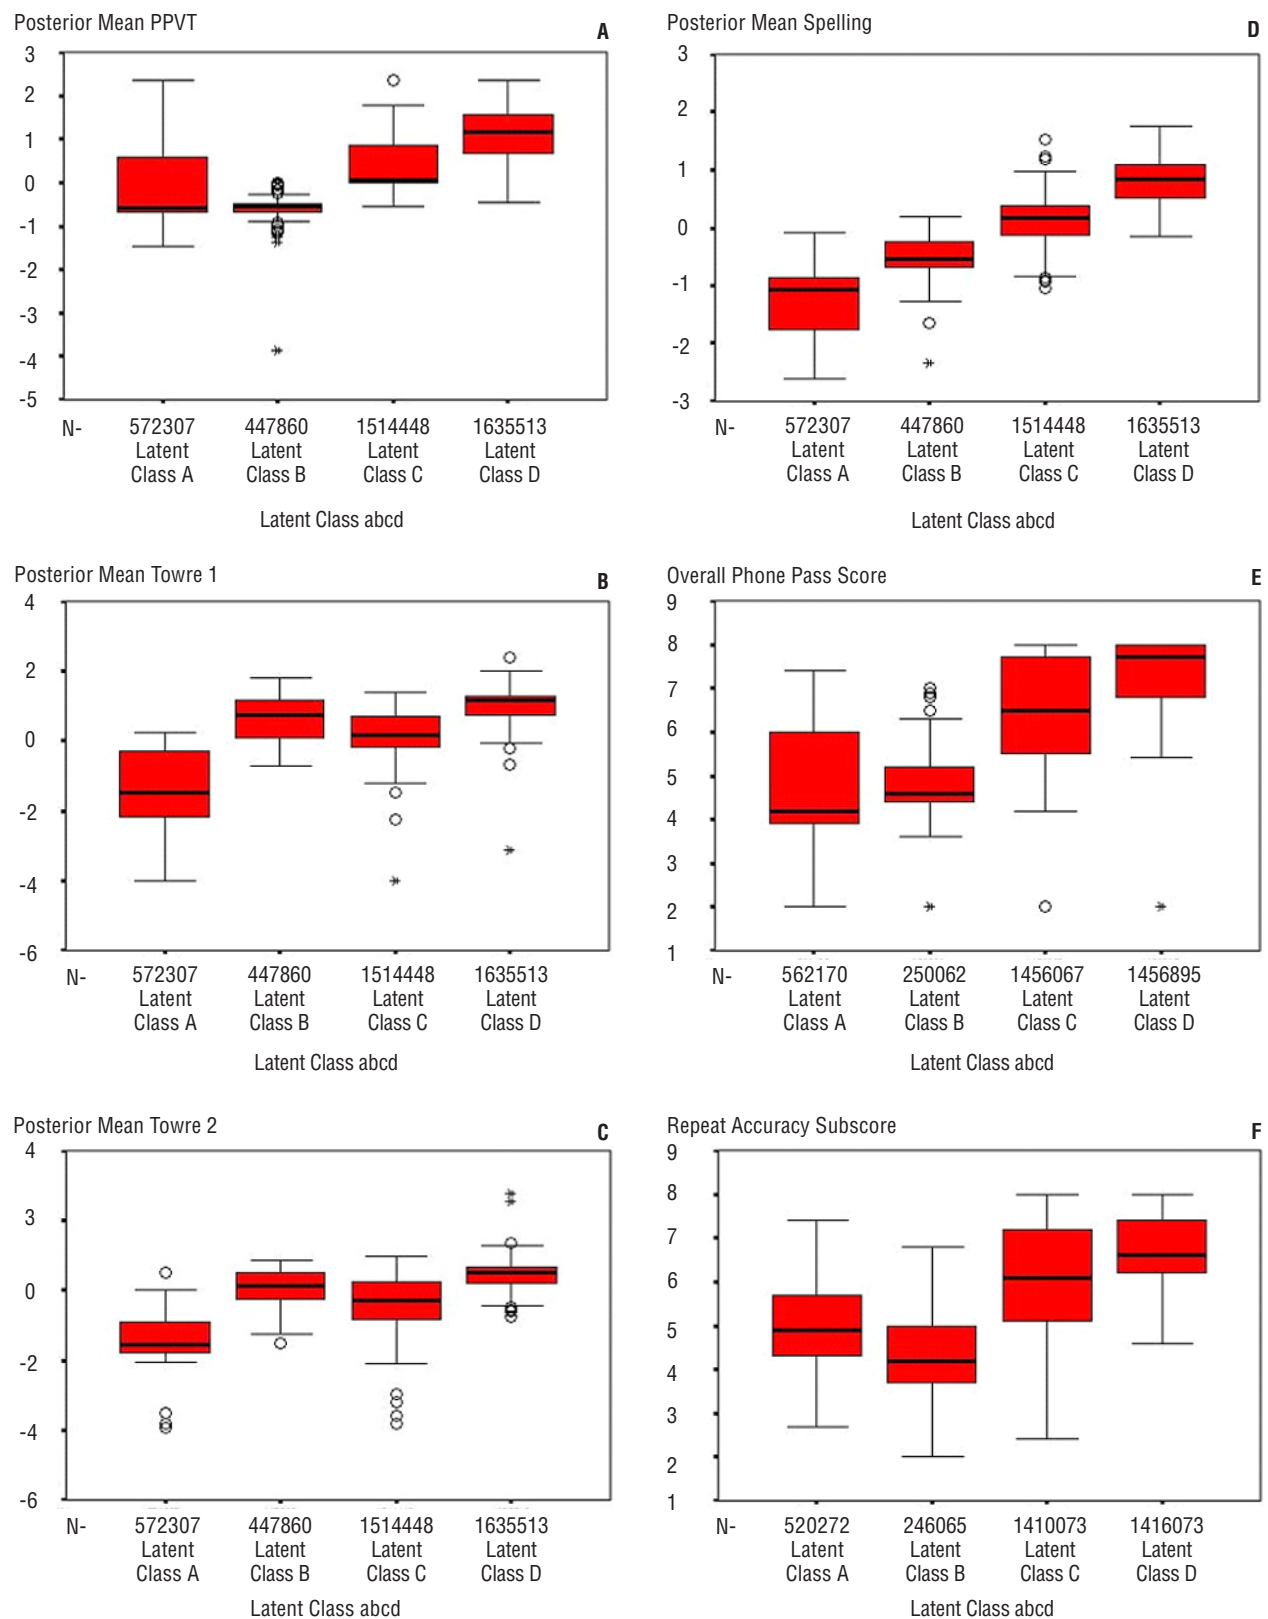 Posterior Mean PPVT
A
3
2
1
0
-1
-2
-3
-4
-5
N- 572307 447860 1514448 1635513
Latent Latent Latent Latent
Class A Class B Class C Class D
Latent Class abcd
Posterior Mean Spelling
D
3
2
1
0
-1
-2
-3
N- 572307 447860 1514448 1635513
Latent Latent Latent Latent
Class A Class B Class C Class D
Latent Class abcd
Posterior Mean Towre 1
B
4
2
0
-2
-4
-6
N- 572307 447860 1514448 1635513
Latent Latent Latent Latent
Class A Class B Class C Class D
Latent Class abcd
Overall Phone Pass Score
E
9
8
7
6
5
4
3
2
1
N- 562170 250062 1456067 1456895
Latent Latent Latent Latent
Class A Class B Class C Class D
Latent Class abcd
Posterior Mean Towre 2
C
4
3
0
-2
-4
-6
N- 572307 447860 1514448 1635513
Latent Latent Latent Latent
Class A Class B Class C Class D
Latent Class abcd
Repeat Accuracy Subscore
F
9
8
7
6
5
4
3
2
1
N- 520272 246065 1410073 1416073
Latent Latent Latent Latent
Class A Class B Class C Class D
Latent Class abcd